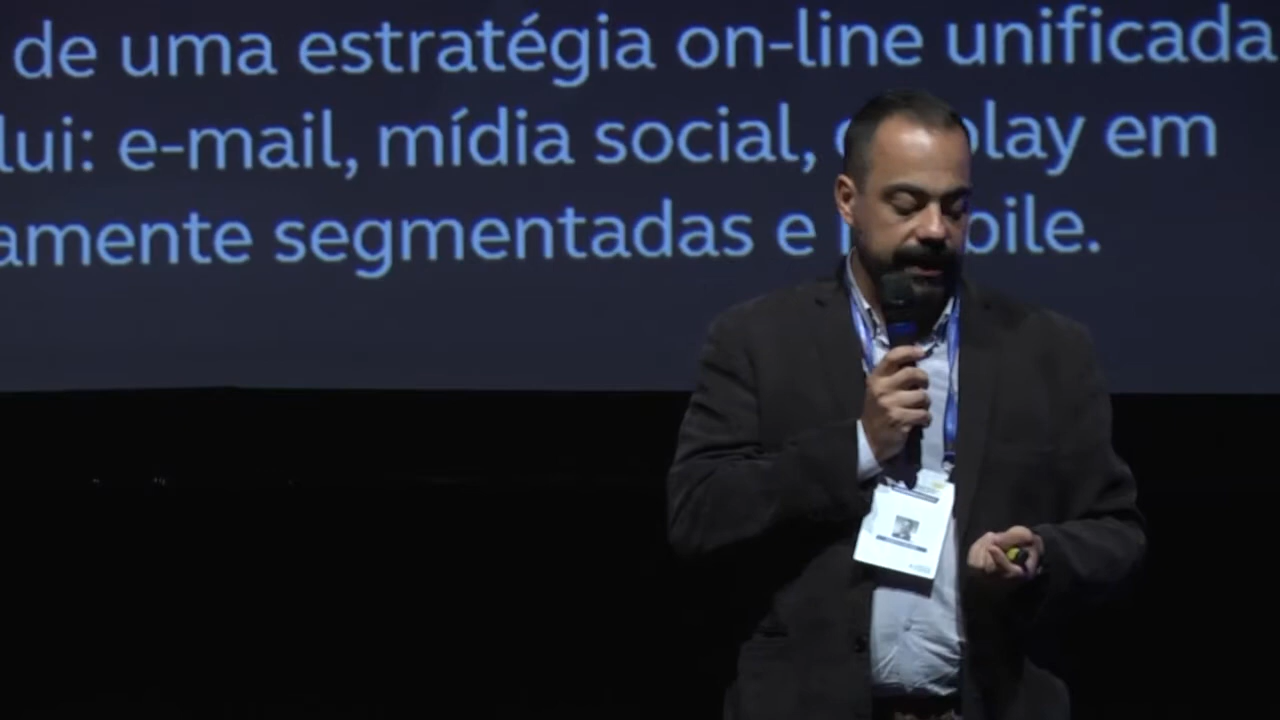 de uma estratégia on-line unificada
lui: e-mail, mídia social, play em
amente segmentadas e bile.